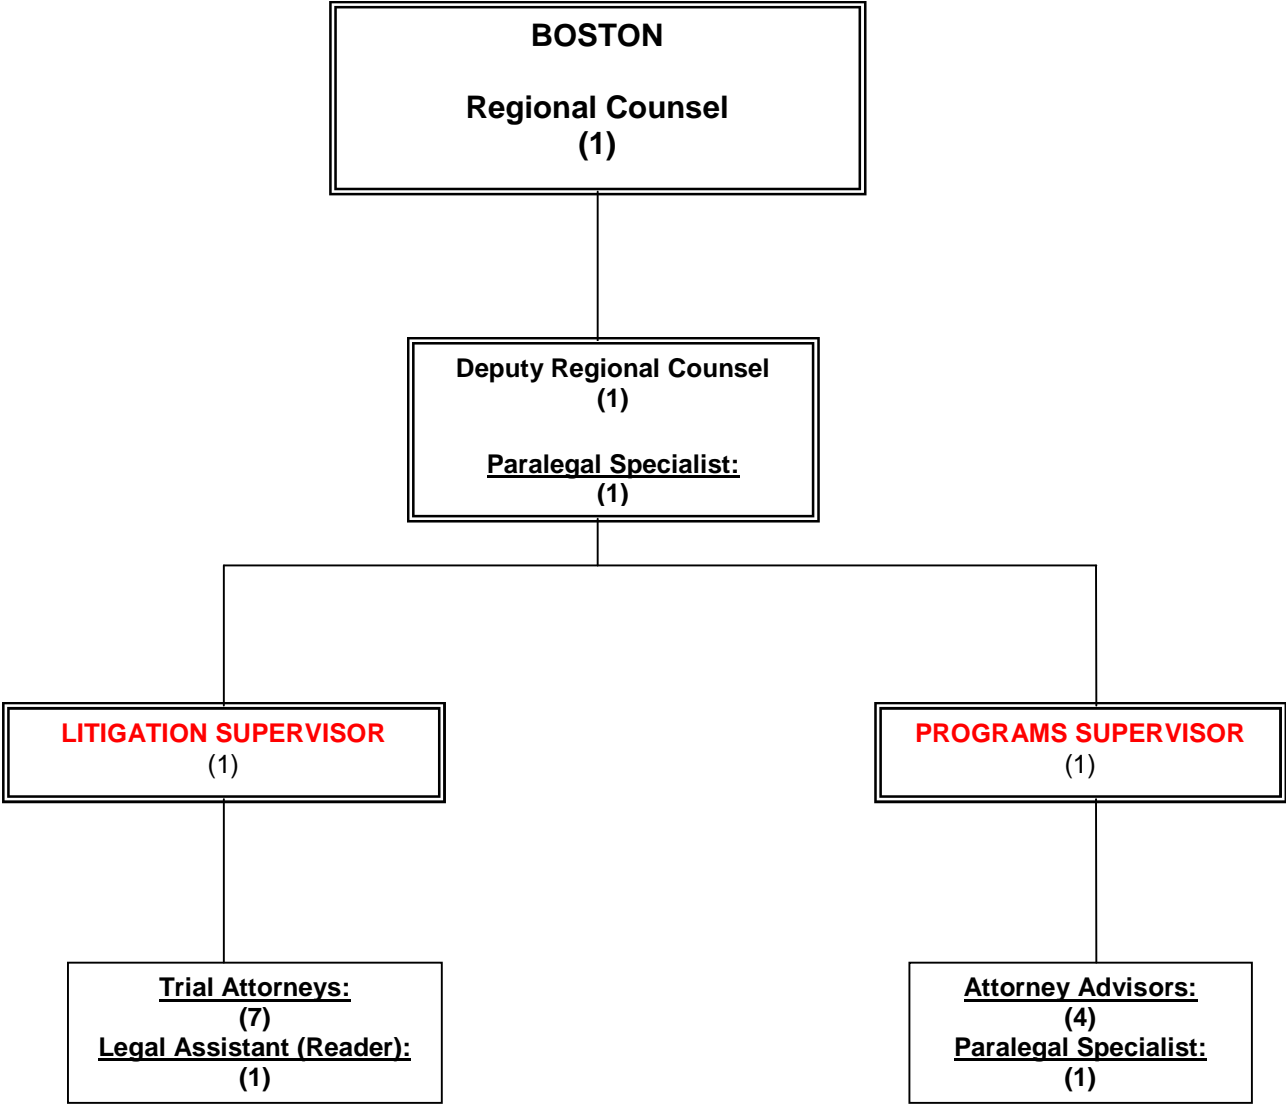 BOSTON
Regional Counsel
(1)
Deputy Regional Counsel
(1)
Paralegal Specialist:
(1)
LITIGATION SUPERVISOR
(1)
PROGRAMS SUPERVISOR
(1)
Trial Attorneys:
(7)
Legal Assistant (Reader):
(1)
Attorney Advisors:
(4)
Paralegal Specialist:
(1)